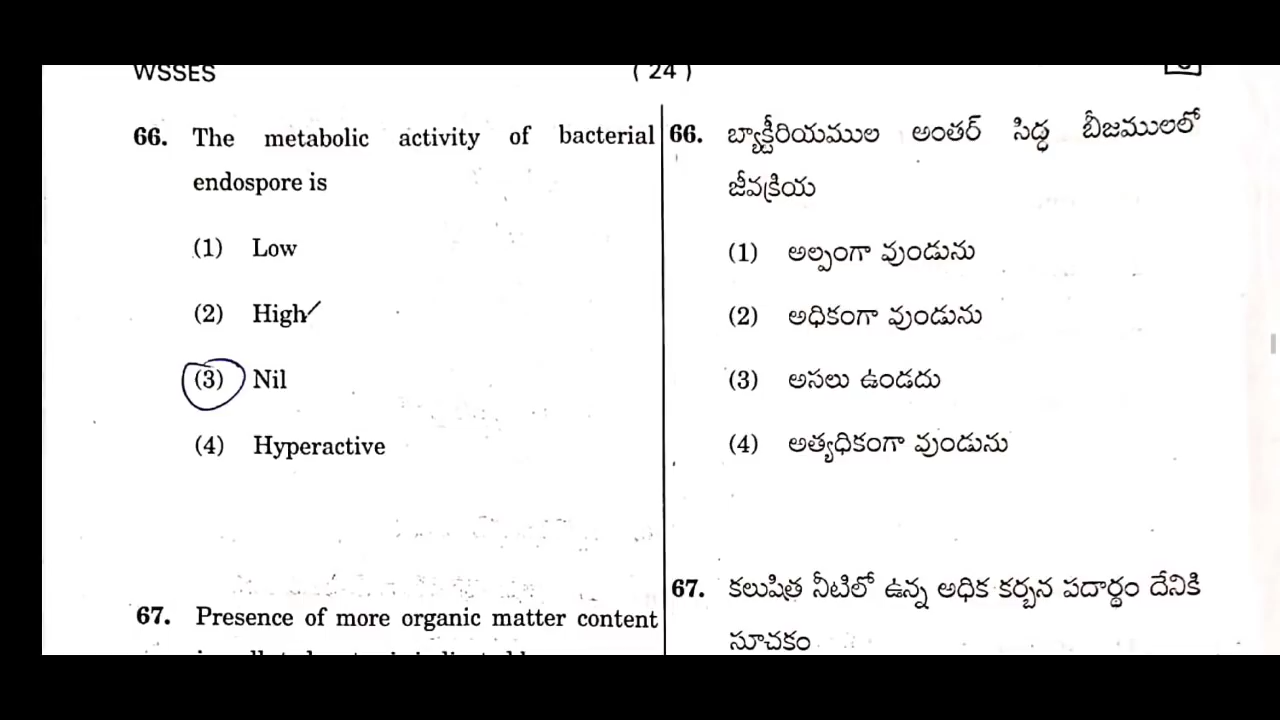 WSSES
( 24 )
66. The metabolic activity of bacterial
endospore is
(1) Low
(2) High
(3) Nil
(4) Hyperactive
67. Presence of more organic matter content
66. బ్యాక్టీరియముల అంతర్ సిద్ధ బీజములలో
జీవక్రియ
(1) అల్పంగా వుండును
(2) అధికంగా వుండును
(3) అసలు ఉండదు
(4) అత్యధికంగా వుండును
67. కలుషిత నీటిలో ఉన్న అధిక కర్బన పదార్థం దేనికి
సూచకం